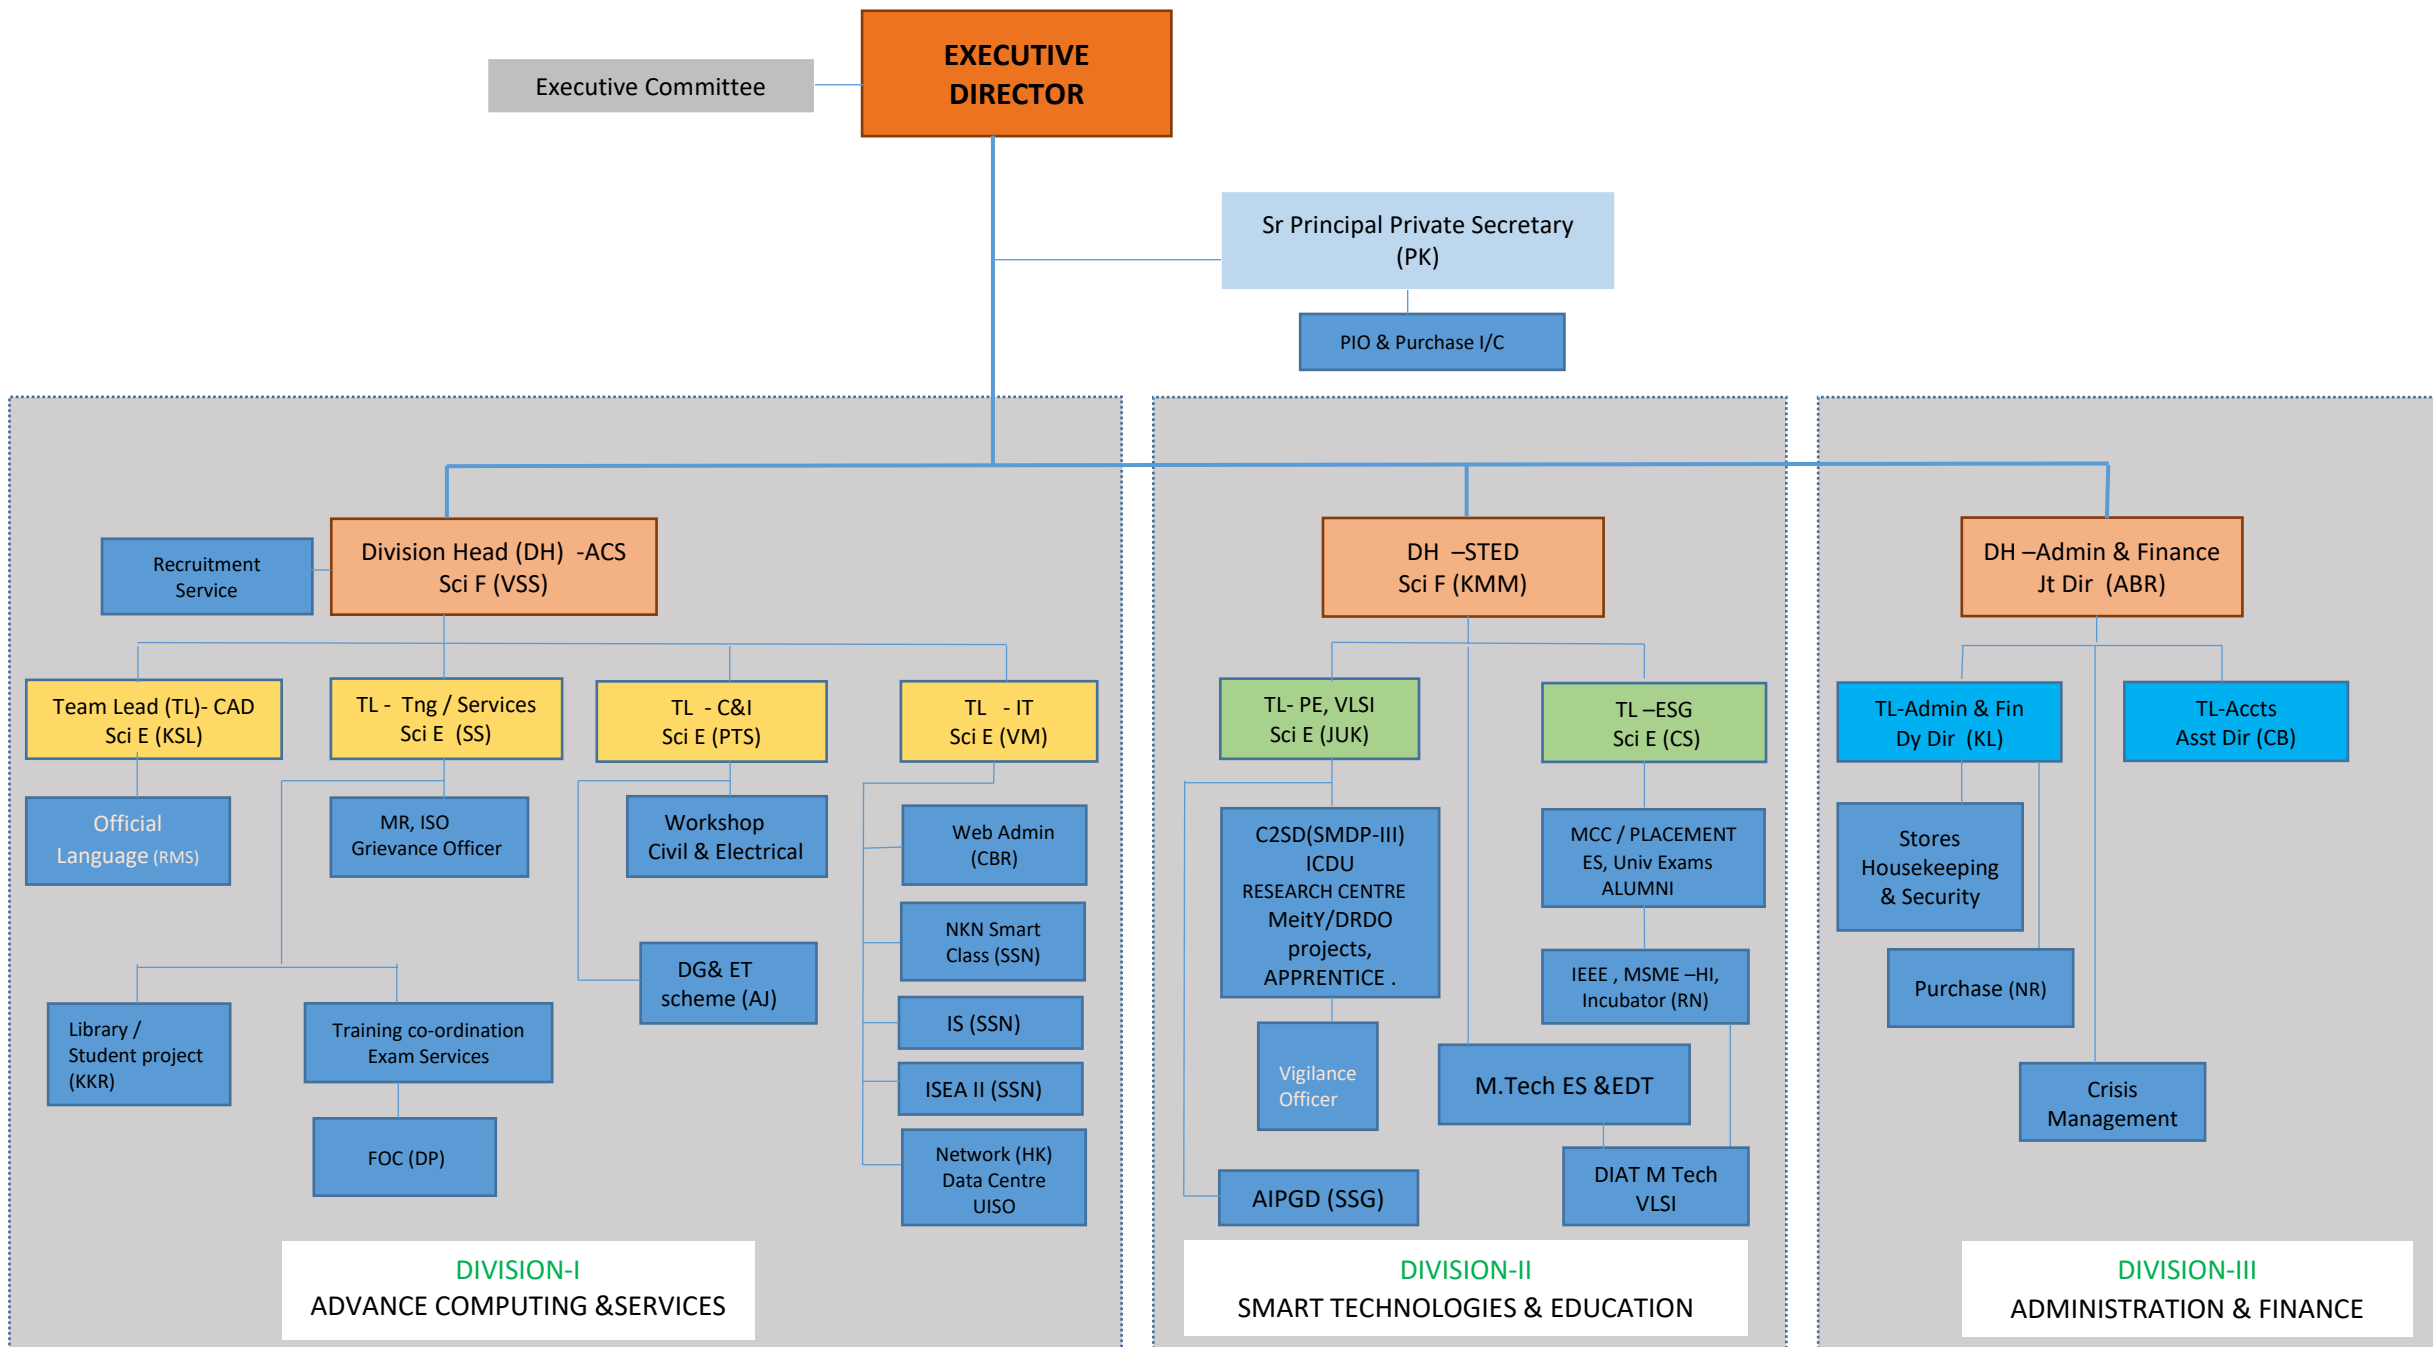 EXECUTIVE
DIRECTOR
Executive Committee
Sr Principal Private Secretary
(PK)
PIO & Purchase I/C
Division Head (DH) -ACS
Sci F (VSS)
Recruitment
Service
DH –STED
Sci F (KMM)
DH –Admin & Finance
Jt Dir (ABR)
Team Lead (TL)- CAD
Sci E (KSL)
TL - Tng / Services
Sci E (SS)
TL - C&I
Sci E (PTS)
TL - IT
Sci E (VM)
TL- PE, VLSI
Sci E (JUK)
TL –ESG
Sci E (CS)
TL-Admin & Fin
Dy Dir (KL)
TL-Accts
Asst Dir (CB)
Official
Language (RMS)
MR, ISO
Grievance Officer
Workshop
Civil & Electrical
Web Admin
(CBR)
C2SD(SMDP-III)
ICDU
RESEARCH CENTRE
MeitY/DRDO
projects,
APPRENTICE .
MCC / PLACEMENT
ES, Univ Exams
ALUMNI
Stores
Housekeeping
& Security
NKN Smart
Class (SSN)
DG& ET
scheme (AJ)
IEEE , MSME –HI,
Incubator (RN)
Purchase (NR)
Library /
Student project
(KKR)
Training co-ordination
Exam Services
IS (SSN)
Vigilance
Officer
M.Tech ES &EDT
Crisis
Management
ISEA II (SSN)
FOC (DP)
Network (HK)
Data Centre
UISO
AIPGD (SSG)
DIAT M Tech
VLSI
DIVISION-I
ADVANCE COMPUTING &SERVICES
DIVISION-II
SMART TECHNOLOGIES & EDUCATION
DIVISION-III
ADMINISTRATION & FINANCE